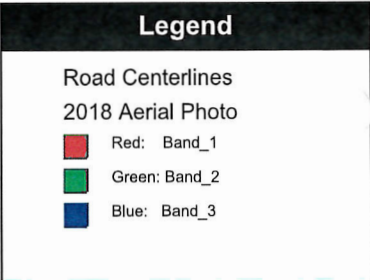 Legend
Road Centerlines
2018 Aerial Photo
Red: Band_1
Green: Band_2
Blue: Band_3